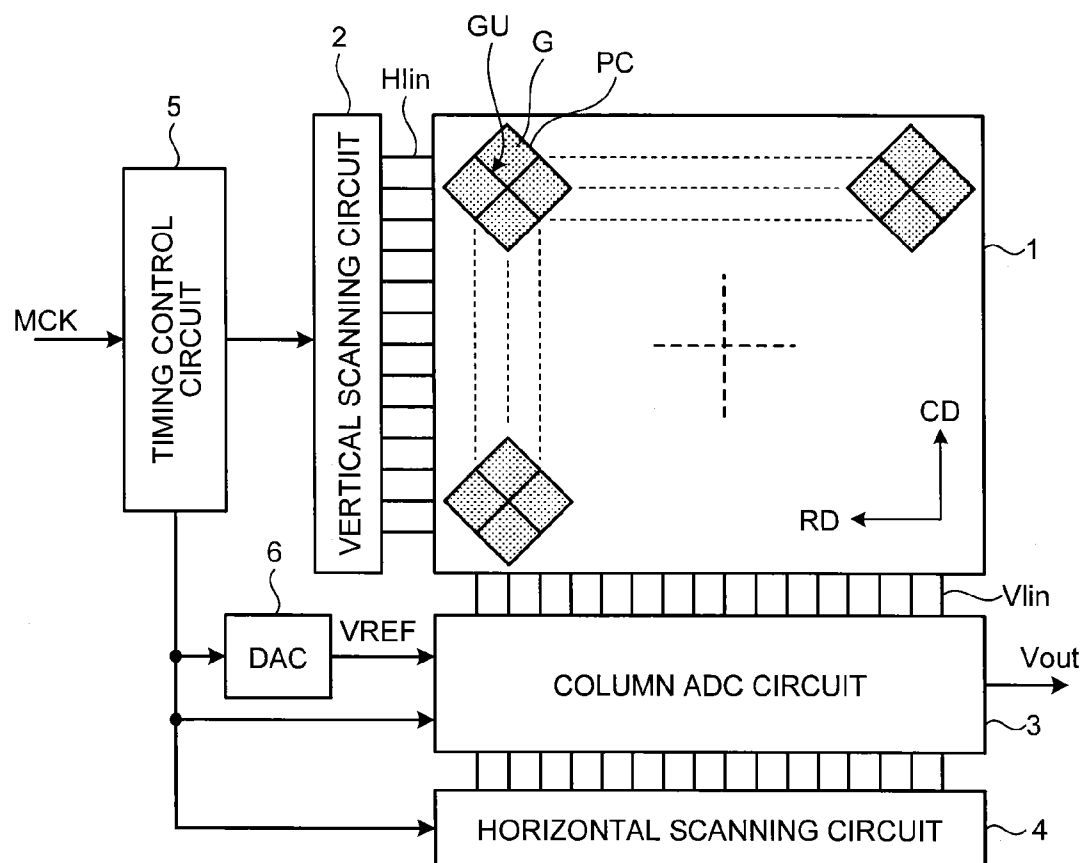 GU
G
PC
2
Hlin
5
TIMING CONTROL
CIRCUIT
VERTICAL SCANNING CIRCUIT
1
MCK
CD
RD
6
DAC
VREF
Vlin
COLUMN ADC CIRCUIT
Vout
3
HORIZONTAL SCANNING CIRCUIT
4